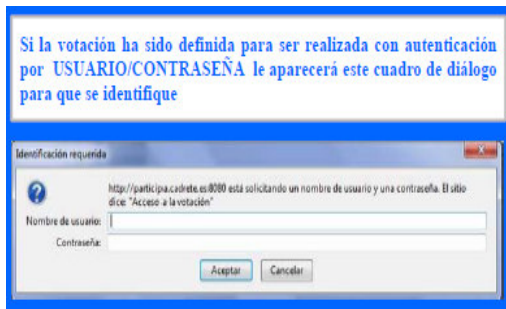 Si la votación ha sido definida para ser realizada con autenticación
por USUARIO/CONTRASEÑA le aparecerá este cuadro de diálogo
para que se identifique
Identificación requerida
http://participa.cadrete.es:8080 está solicitando un nombre de usuario y una contraseña. El sitio
dice: "Acceso a la votación"
Nombre de usuario:
Contraseña:
Aceptar Cancelar